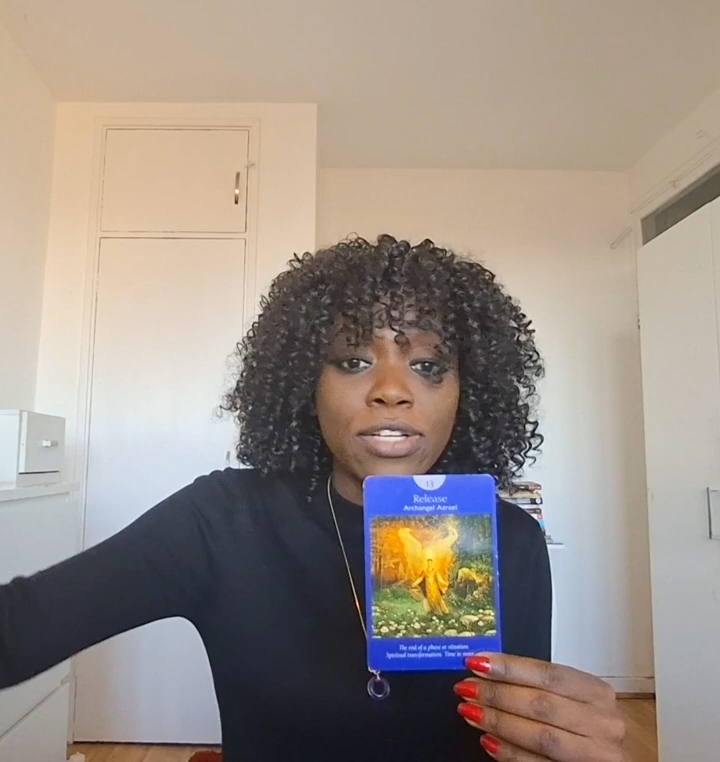 13
Release
Archangel Azrael
The end of a phase or situation.
Spiritual transformation. Time to move